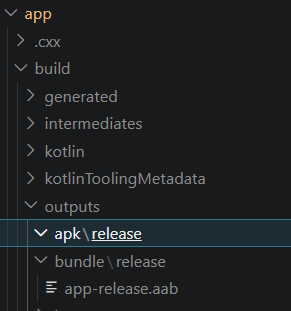 app
.cxx
build
generated
intermediates
kotlin
kotlinToolingMetadata
outputs
apk\release
bundle\release
app-release.aab